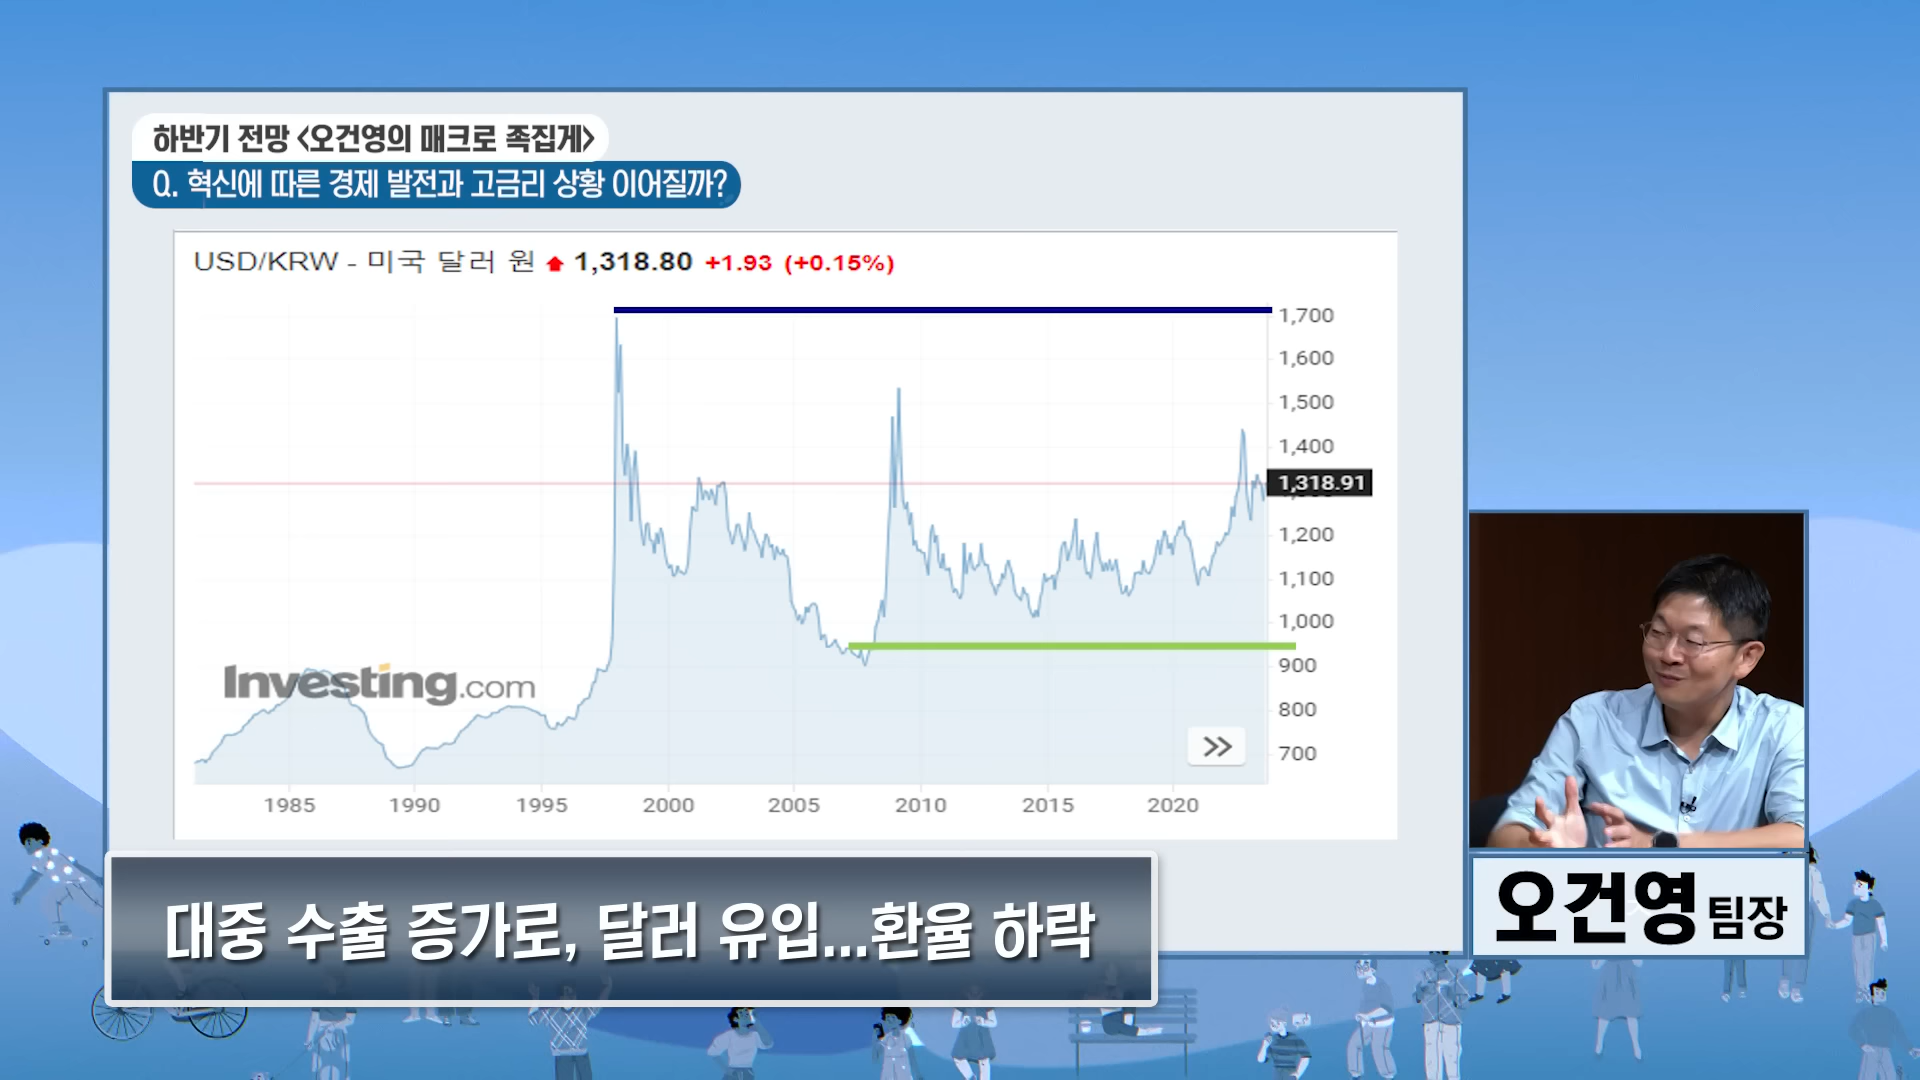 하반기 전망 <오건영의 매크로 족집게>
Q. 혁신에 따른 경제 발전과 고금리 상황 이어질까?
USD/KRW - 미국 달러 원 1,318.80 +1.93 (+0.15%)
1,700
1,600
1,500
1,400
1,318.91
1,200
1,100
1,000
900
800
700
Investing.com
1985 1990 1995 2000 2005 2010 2015 2020
대중 수출 증가로, 달러 유입...환율 하락
오건영 팀장